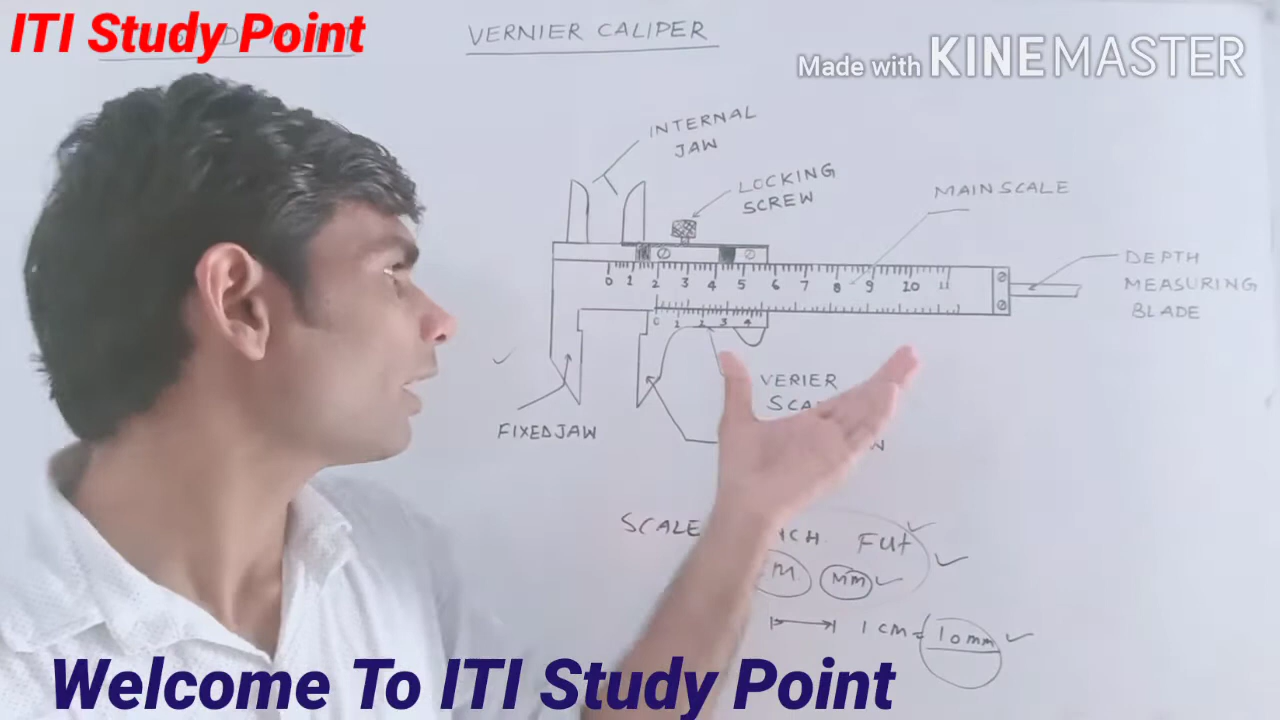 ITI Study Point
VERNIER CALIPER
Made with KINEMASTER
INTERNAL
JAW
LOCKING
SCREW
MAIN SCALE
DEPTH
MEASURING
BLADE
0 1 2 3 4 5 6 7 8 9 10 11
0 1 2 3 4
VERIER
FIXED JAW
SCALE
FUT
MM
1 CM = 10mm
Welcome To ITI Study Point